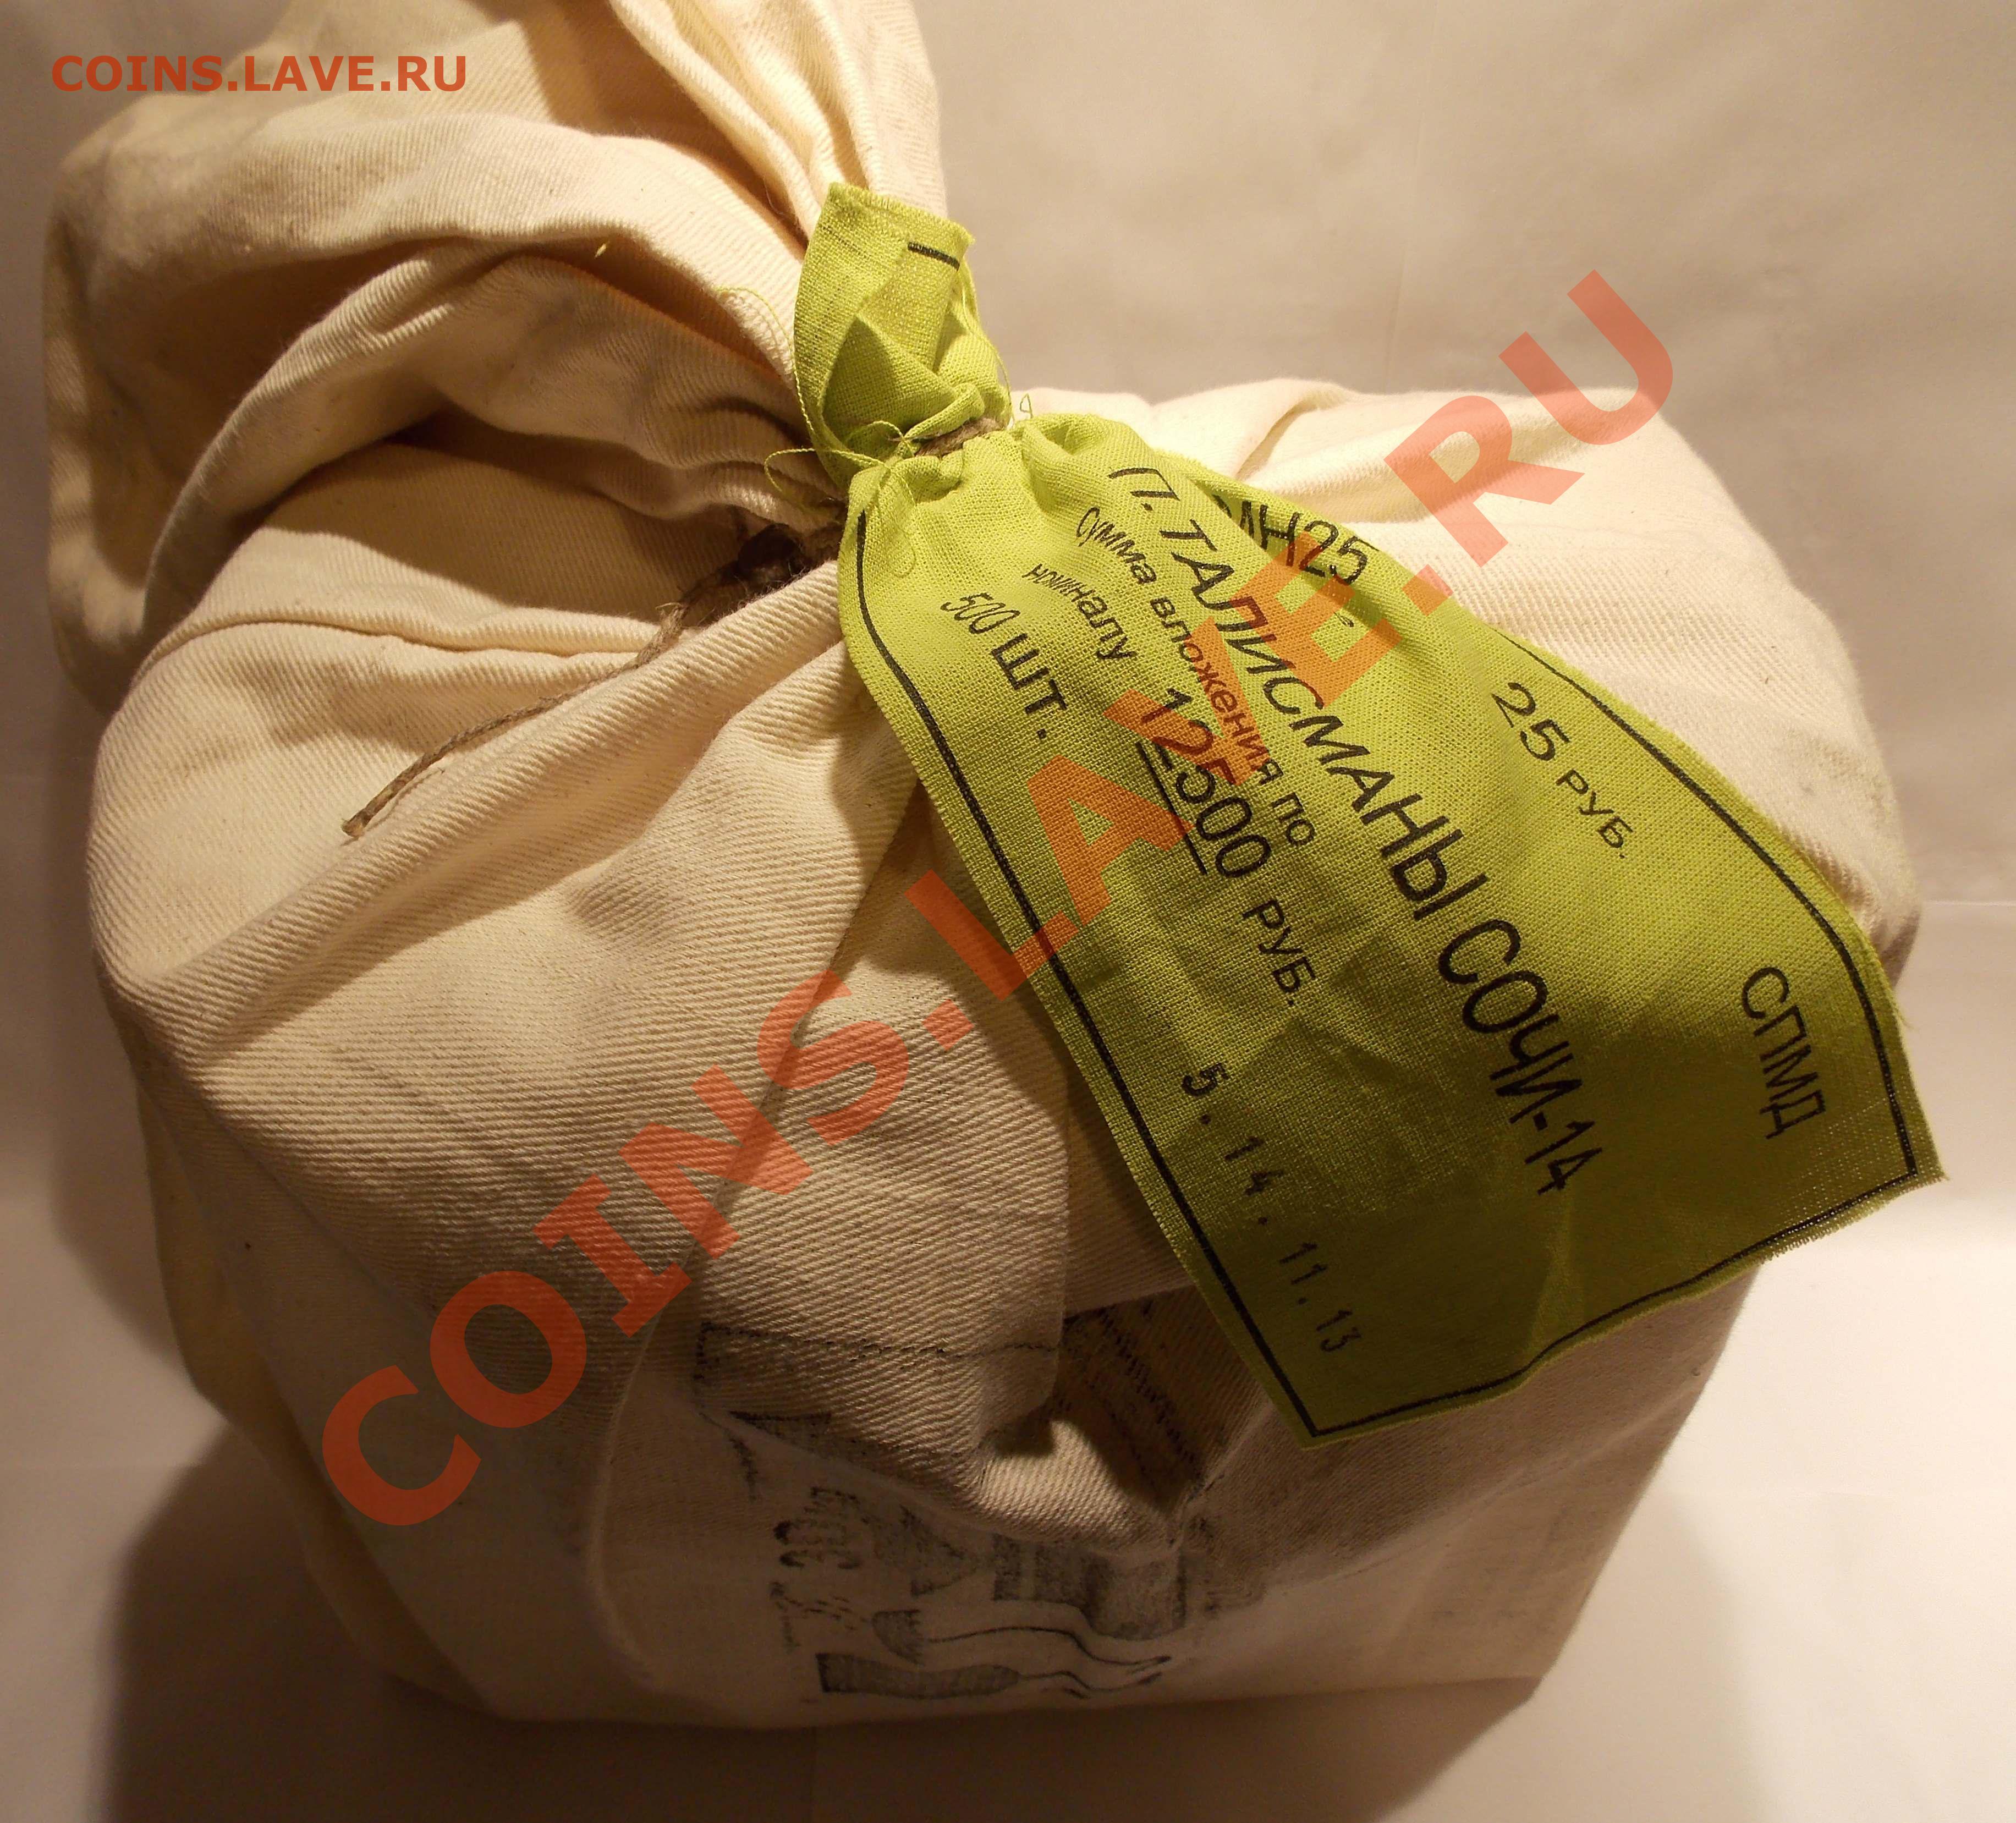 COINS.LAVE.RU
МН25
25 РУБ.
СПМД
П. ТАЛИСМАНЫ СОЧИ-14
сумма вложения по
номиналу 12500 РУБ.
500 ШТ.
5.14.11.13
COINS.LAVE.RU